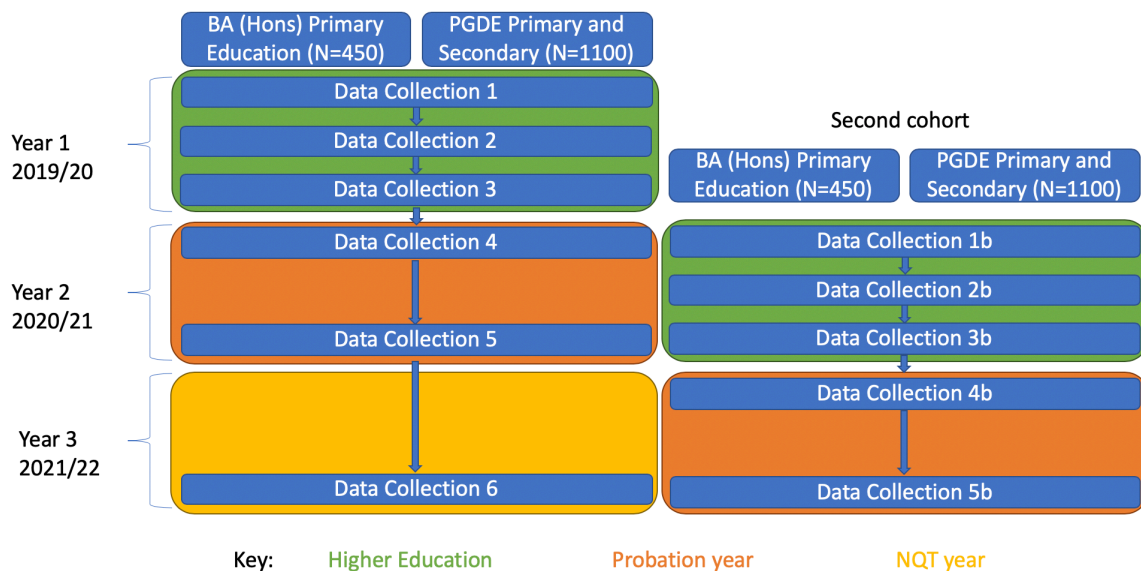 BA (Hons) Primary
Education (N=450)
PGDE Primary and
Secondary (N=1100)
Year 1
2019/20
Data Collection 1
Data Collection 2
Data Collection 3
Second cohort
BA (Hons) Primary
Education (N=450)
PGDE Primary and
Secondary (N=1100)
Year 2
2020/21
Data Collection 4
Data Collection 5
Data Collection 1b
Data Collection 2b
Data Collection 3b
Year 3
2021/22
Data Collection 6
Data Collection 4b
Data Collection 5b
Key:
Higher Education
Probation year
NQT year